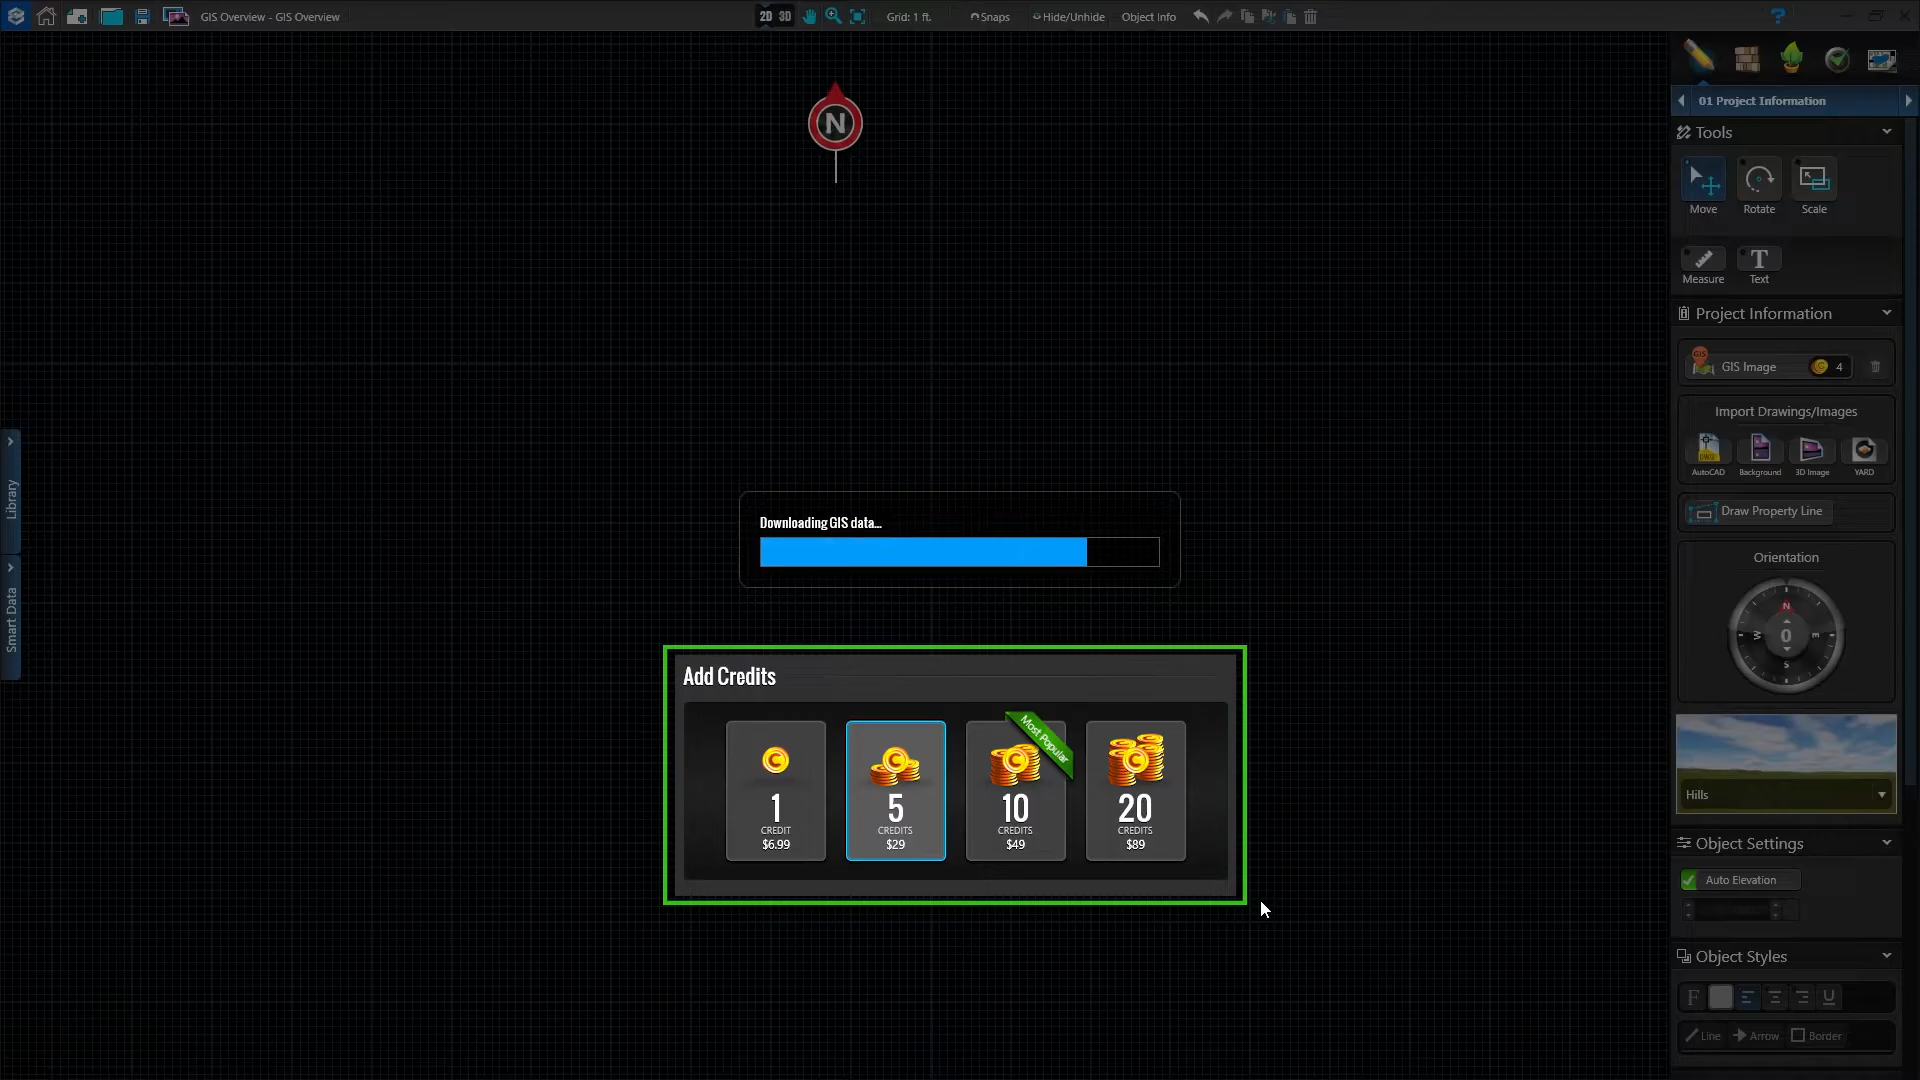 GIS Overview - GIS Overview
2D 3D
Grid: 1 ft.
Snaps
Hide/Unhide
Object Info
?
N
01 Project Information
Tools
Move
Rotate
Scale
T
Measure
Text
Project Information
GIS
GIS Image
C 4
Import Drawings/Images
DWG
AutoCAD
Background
3D Image
YARD
Draw Property Line
Orientation
N
W 0 E
S
Hills
Object Settings
Auto Elevation
Object Styles
F
U
Line
Arrow
Border
Library
Smart Data
Downloading GIS data...
Add Credits
Most Popular
C C C C
1 5 10 20
CREDIT CREDITS CREDITS CREDITS
$6.99 $29 $49 $89